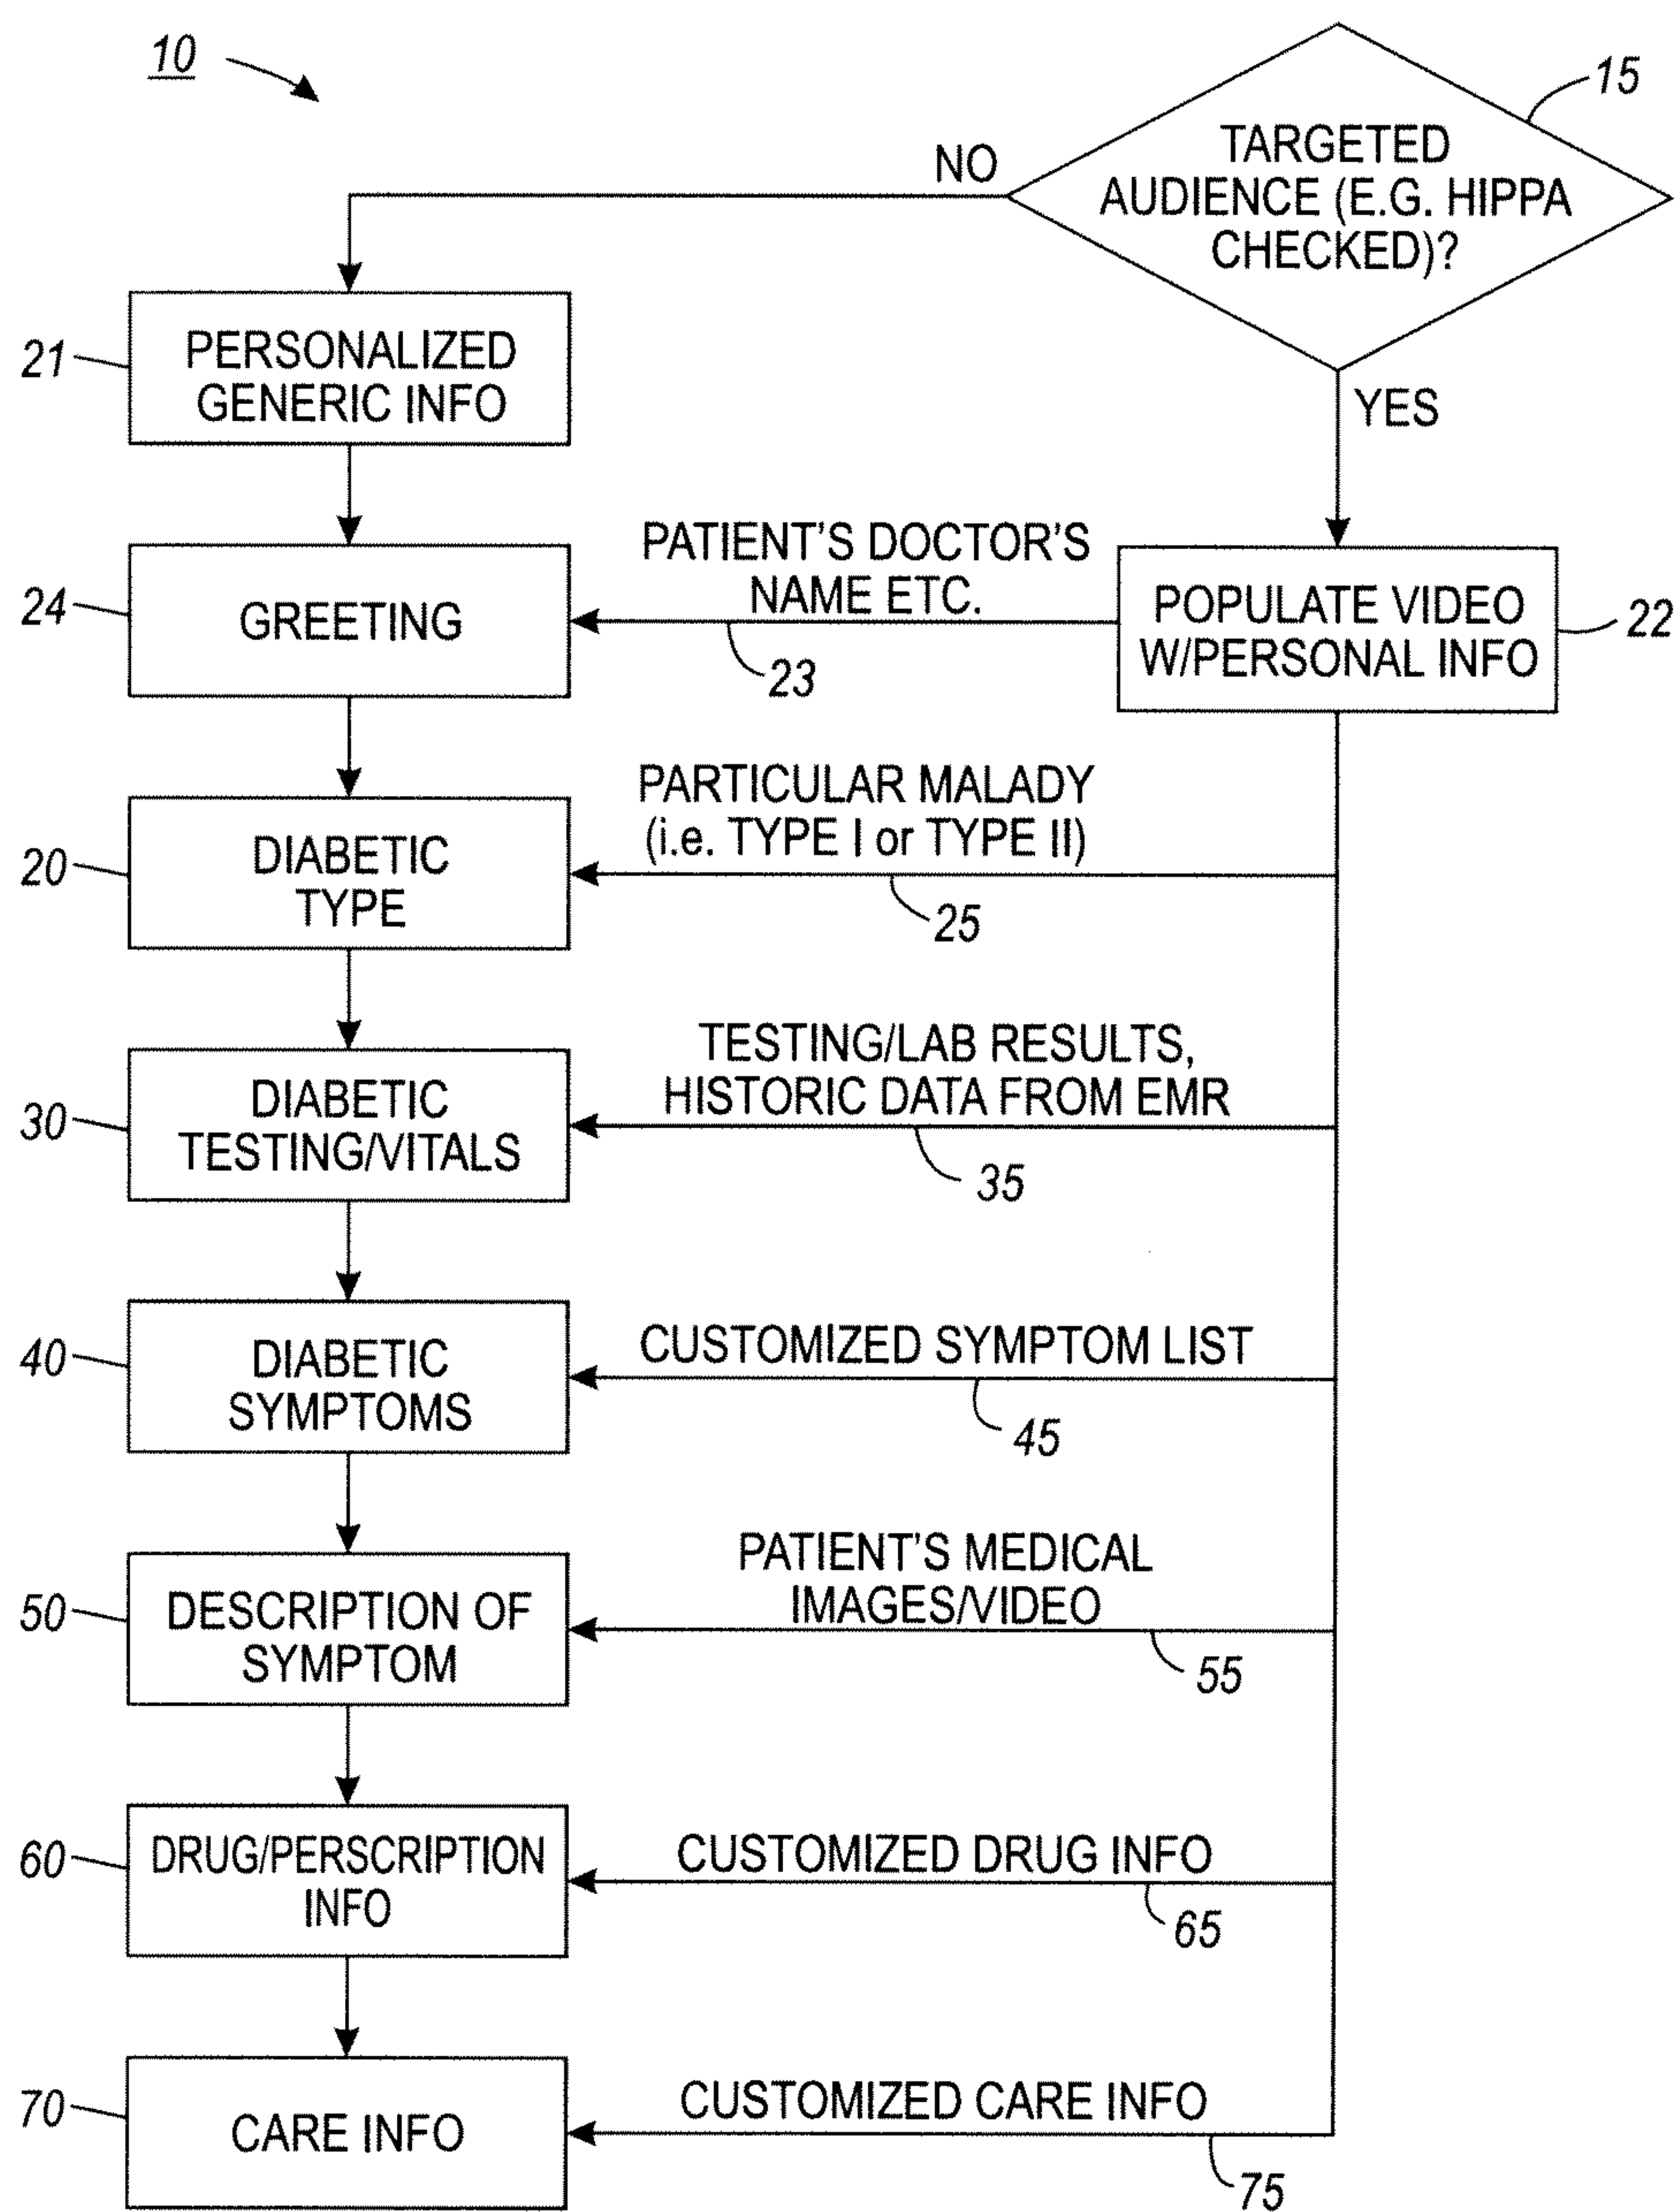 10
15
TARGETED
AUDIENCE (E.G. HIPPA
CHECKED)?
NO
YES
21
PERSONALIZED
GENERIC INFO
24
GREETING
PATIENT'S DOCTOR'S
NAME ETC.
23
POPULATE VIDEO
W/PERSONAL INFO
22
20
DIABETIC
TYPE
PARTICULAR MALADY
(i.e. TYPE I or TYPE II)
25
30
DIABETIC
TESTING/VITALS
TESTING/LAB RESULTS,
HISTORIC DATA FROM EMR
35
40
DIABETIC
SYMPTOMS
CUSTOMIZED SYMPTOM LIST
45
50
DESCRIPTION OF
SYMPTOM
PATIENT'S MEDICAL
IMAGES/VIDEO
55
60
DRUG/PERSCRIPTION
INFO
CUSTOMIZED DRUG INFO
65
70
CARE INFO
CUSTOMIZED CARE INFO
75